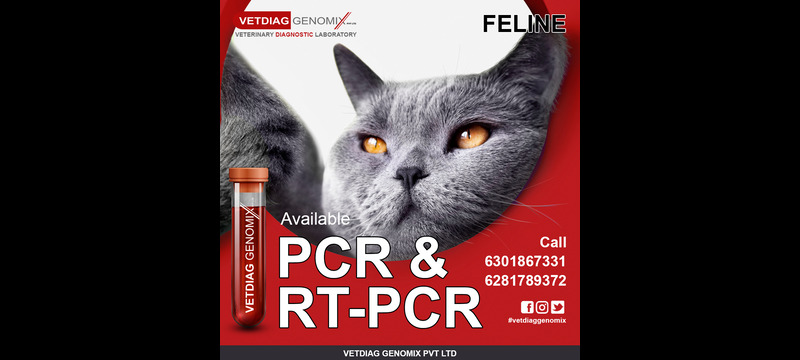 VETDIAG GENOMIX
VETERINARY DIAGNOSTIC LABORATORY
FELINE
VETDIAG GENOMIX
Available
PCR &
RT-PCR
Call
6301867331
6281789372
#vetdiaggenomix
VETDIAG GENOMIX PVT LTD